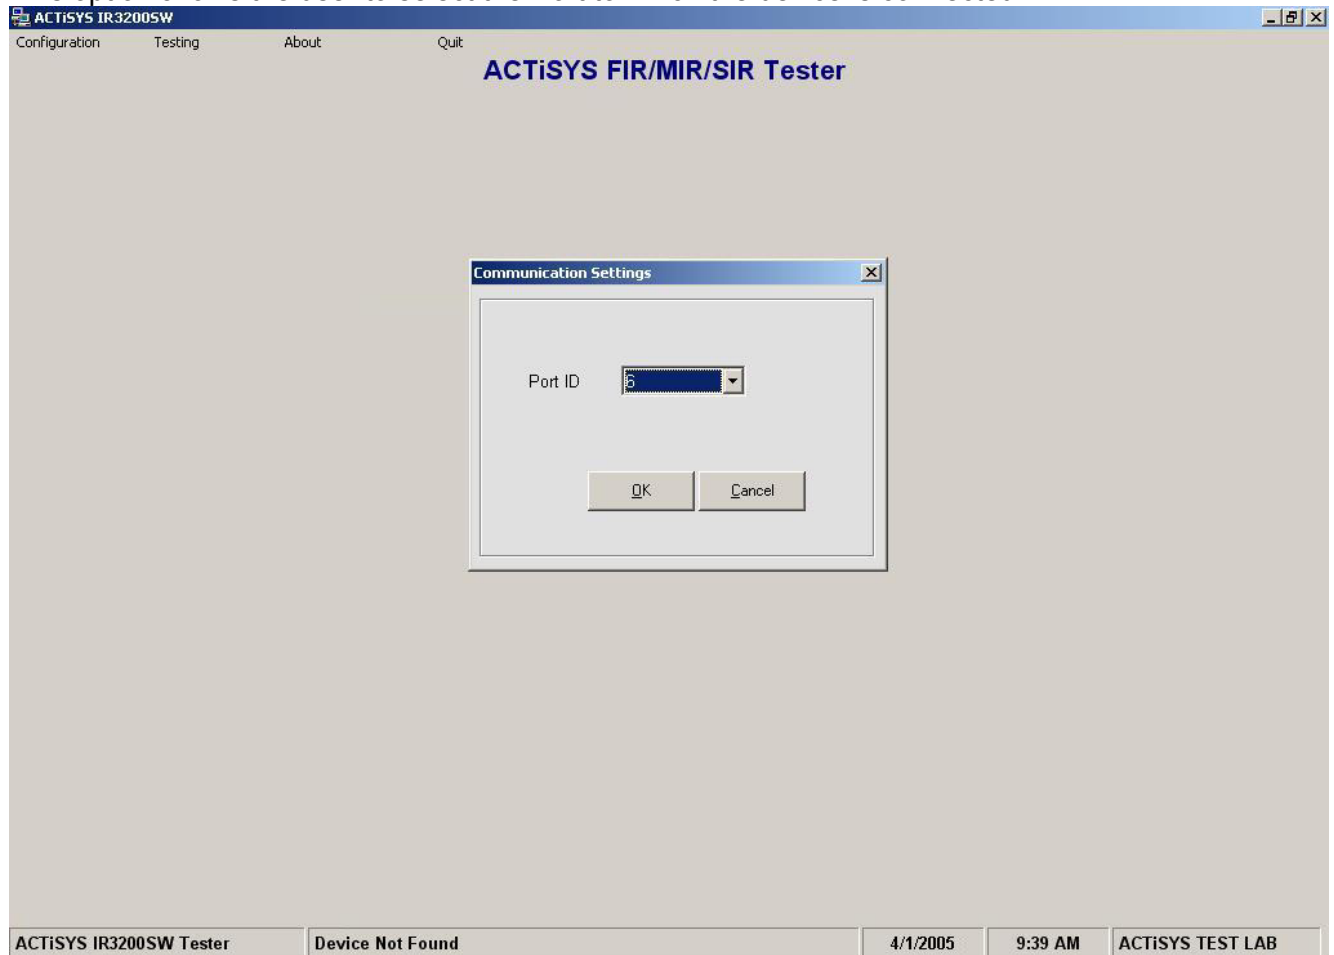 ACTiSYS IR3200SW
Configuration Testing About Quit
ACTiSYS FIR/MIR/SIR Tester
Communication Settings
Port ID 6
OK Cancel
ACTiSYS IR3200SW Tester Device Not Found 4/1/2005 9:39 AM ACTiSYS TEST LAB